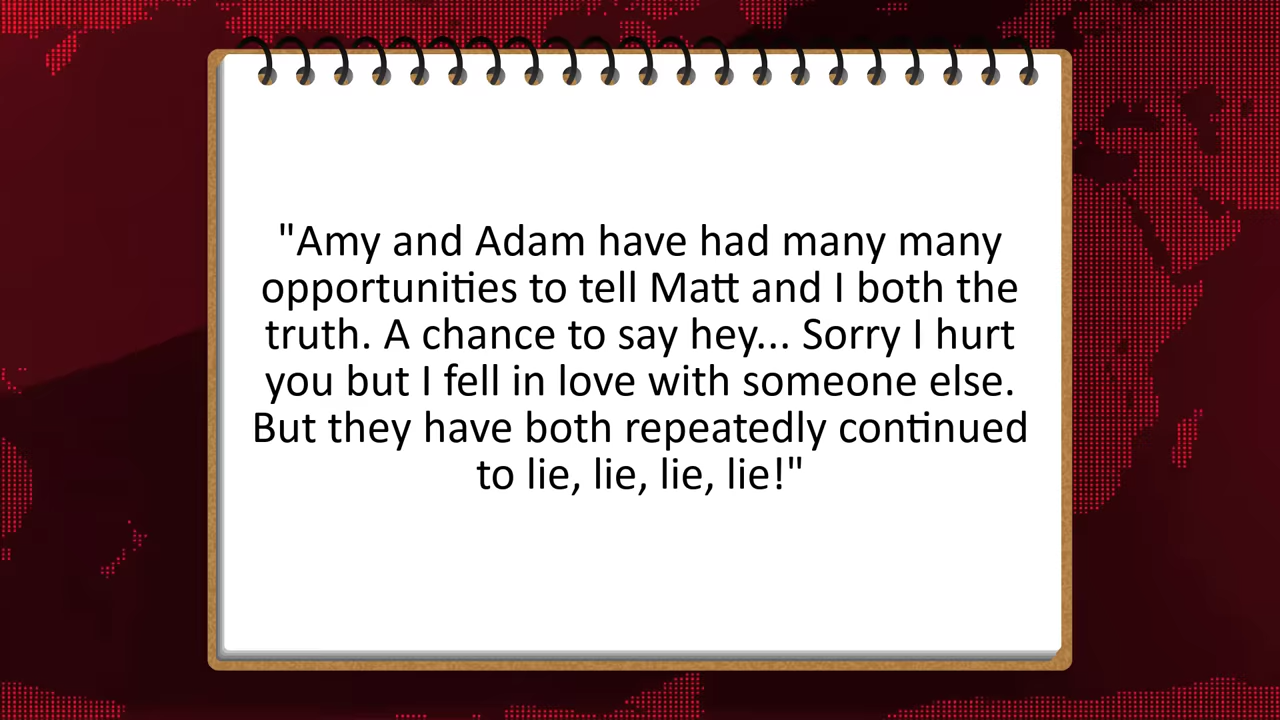 "Amy and Adam have had many many
opportunities to tell Matt and I both the
truth. A chance to say hey... Sorry I hurt
you but I fell in love with someone else.
But they have both repeatedly continued
to lie, lie, lie, lie!"